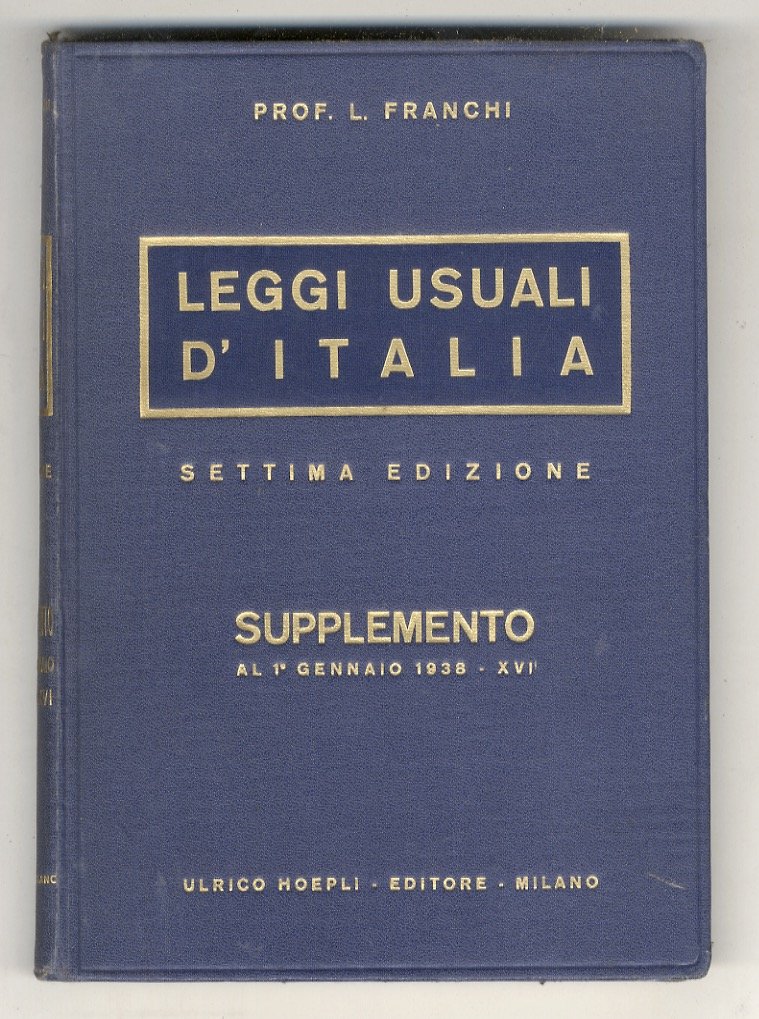 PROF. L. FRANCHI
LEGGI USUALI
D'ITALIA
SETTIMA EDIZIONE
SUPPLEMENTO
AL 1° GENNAIO 1938 - XVI
ULRICO HOEPLI - EDITORE - MILANO